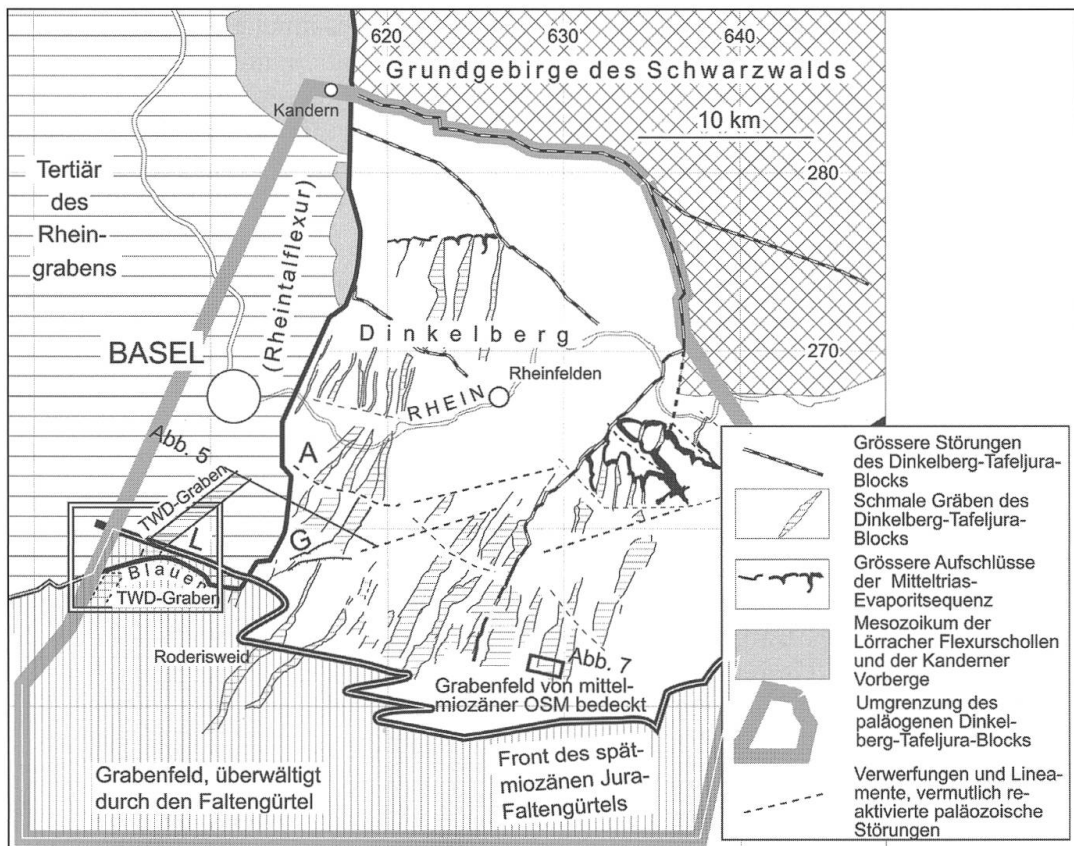 620
630
640
Grundgebirge des Schwarzwalds
Kandern
10 km
280
Tertiär
des
Rhein-
grabens
(Rheintalflexur)
Dinkelberg
BASEL
270
Rheinfelden
RHEIN
Abb. 5
A
TWD-Graben
G
L
Blauen
TWD-Graben
Roderisweid
Abb. 7
Grabenfeld von mittel-
miozäner OSM bedeckt
Front des spät-
miozänen Jura-
Faltengürtels
Grabenfeld, überwältigt
durch den Faltengürtel
Grössere Störungen
des Dinkelberg-Tafeljura-
Blocks
Schmale Gräben des
Dinkelberg-Tafeljura-
Blocks
Grössere Aufschlüsse
der Mitteltrias-
Evaporitsequenz
Mesozoikum der
Lörracher Flexurschollen
und der Kanderner
Vorberge
Umgrenzung des
paläogenen Dinkel-
berg-Tafeljura-Blocks
Verwerfungen und Linea-
mente, vermutlich re-
aktivierte paläozoische
Störungen